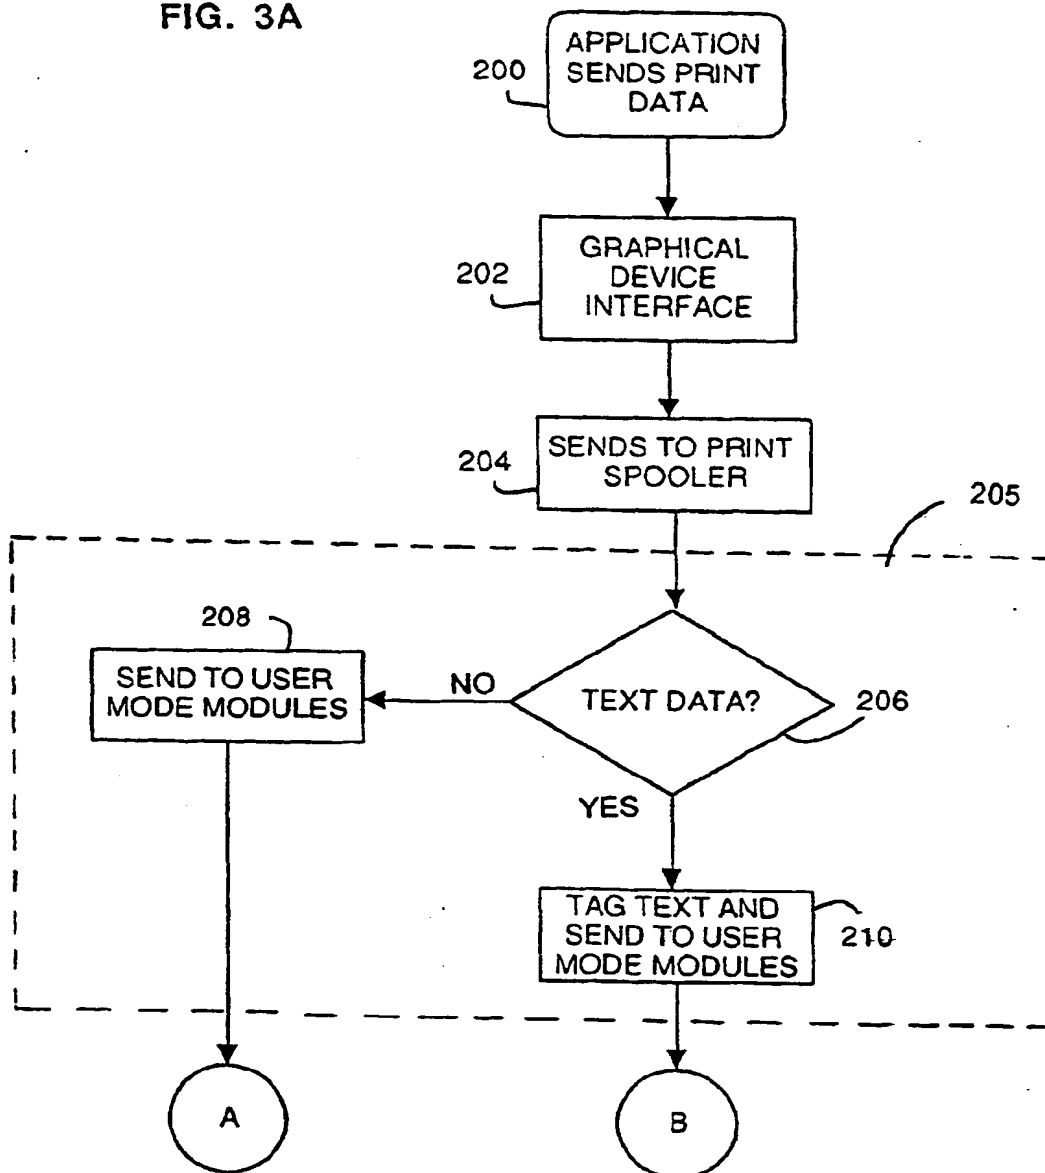 FIG. 3A
APPLICATION
SENDS PRINT
DATA
200
GRAPHICAL
DEVICE
INTERFACE
202
SENDS TO PRINT
SPOOLER
204
205
208
SEND TO USER
MODE MODULES
NO
TEXT DATA?
206
YES
TAG TEXT AND
SEND TO USER
MODE MODULES
210
A
B